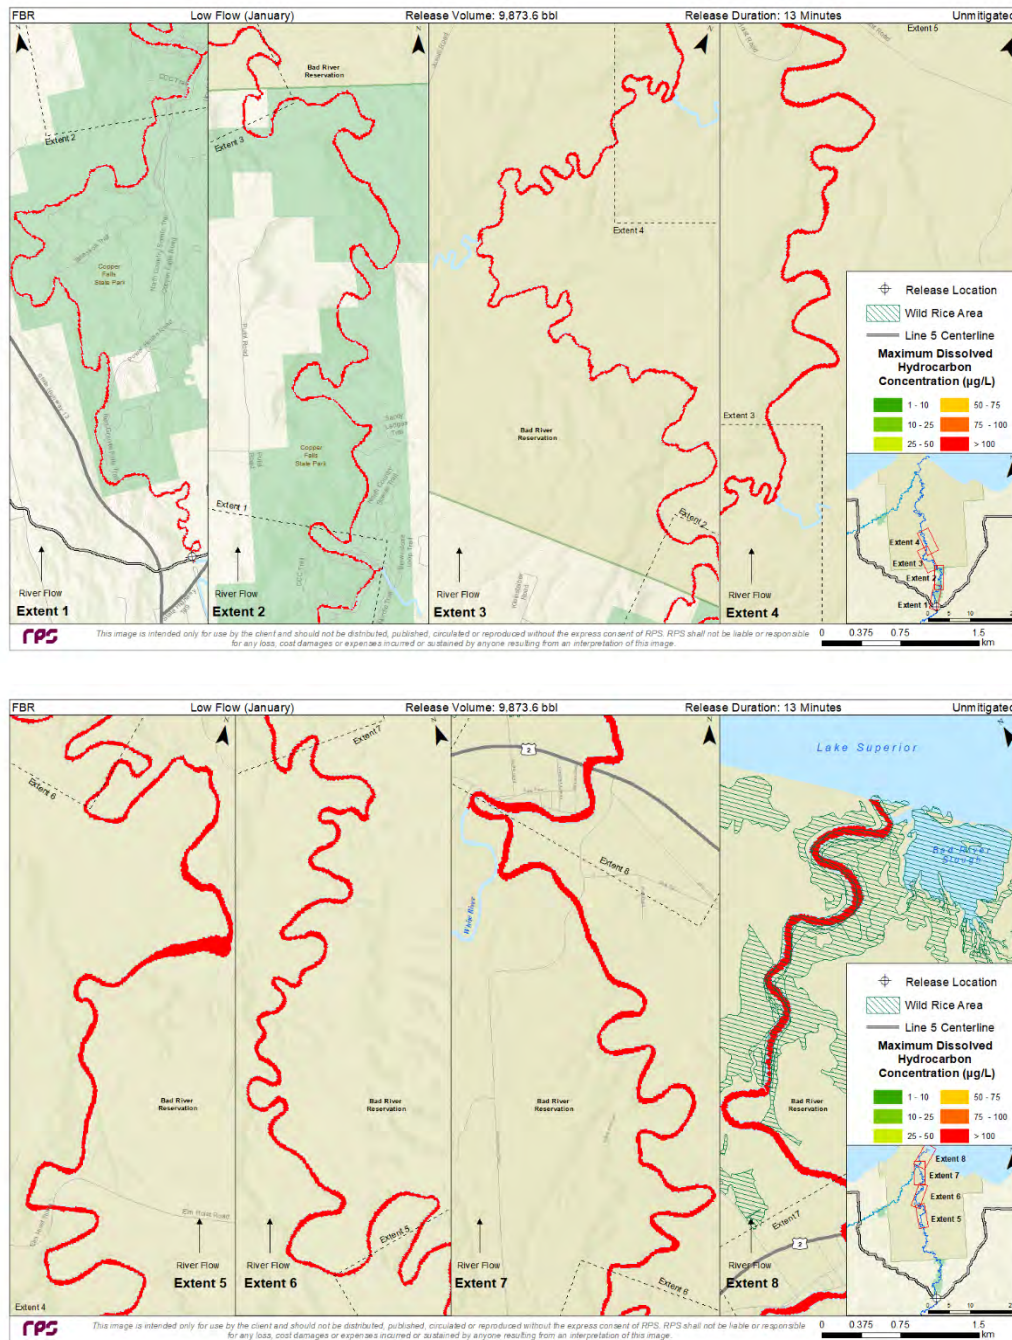 FBR Low Flow (January) Release Volume: 9,873.6 bbl Release Duration: 13 Minutes Unmitigated
N
Extent 2
Copper
Falls
State Park
River Flow
Extent 1
N
Bad River
Reservation
Extent 3
Copper
Falls
State Park
Extent 1
River Flow
Extent 2
N
Extent 4
Bad River
Reservation
Extent 2
River Flow
Extent 3
Extent 5
Extent 3
River Flow
Extent 4
Release Location
Wild Rice Area
Line 5 Centerline
Maximum Dissolved
Hydrocarbon
Concentration (µg/L)
1 - 10 50 - 75
10 - 25 75 - 100
25 - 50 > 100
Extent 4
Extent 3
Extent 2
Extent 1
rps
This image is intended only for use by the client and should not be distributed, published, circulated or reproduced without the express consent of RPS. RPS shall not be liable or responsible
for any loss, cost damages or expenses incurred or sustained by anyone resulting from an interpretation of this image.
0 0.375 0.75 1.5
km
FBR Low Flow (January) Release Volume: 9,873.6 bbl Release Duration: 13 Minutes Unmitigated
N
Extent 6
Bad River
Reservation
Elm Hoist Road
River Flow
Extent 5
Extent 4
N
Extent 7
Bad River
Reservation
Extent 5
River Flow
Extent 6
N
2
Extent 8
White River
Bad River
Reservation
River Flow
Extent 7
Extent 6
N
Lake Superior
Bad River
Slough
Bad River
Reservation
Extent 7
2
River Flow
Extent 8
Release Location
Wild Rice Area
Line 5 Centerline
Maximum Dissolved
Hydrocarbon
Concentration (µg/L)
1 - 10 50 - 75
10 - 25 75 - 100
25 - 50 > 100
Extent 8
Extent 7
Extent 6
Extent 5
rps
This image is intended only for use by the client and should not be distributed, published, circulated or reproduced without the express consent of RPS. RPS shall not be liable or responsible
for any loss, cost damages or expenses incurred or sustained by anyone resulting from an interpretation of this image.
0 0.375 0.75 1.5
km